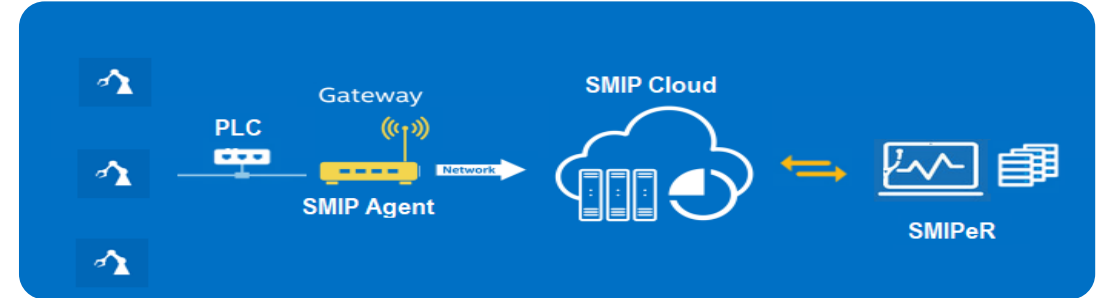 PLC
Gateway
SMIP Agent
Network
SMIP Cloud
SMIPeR